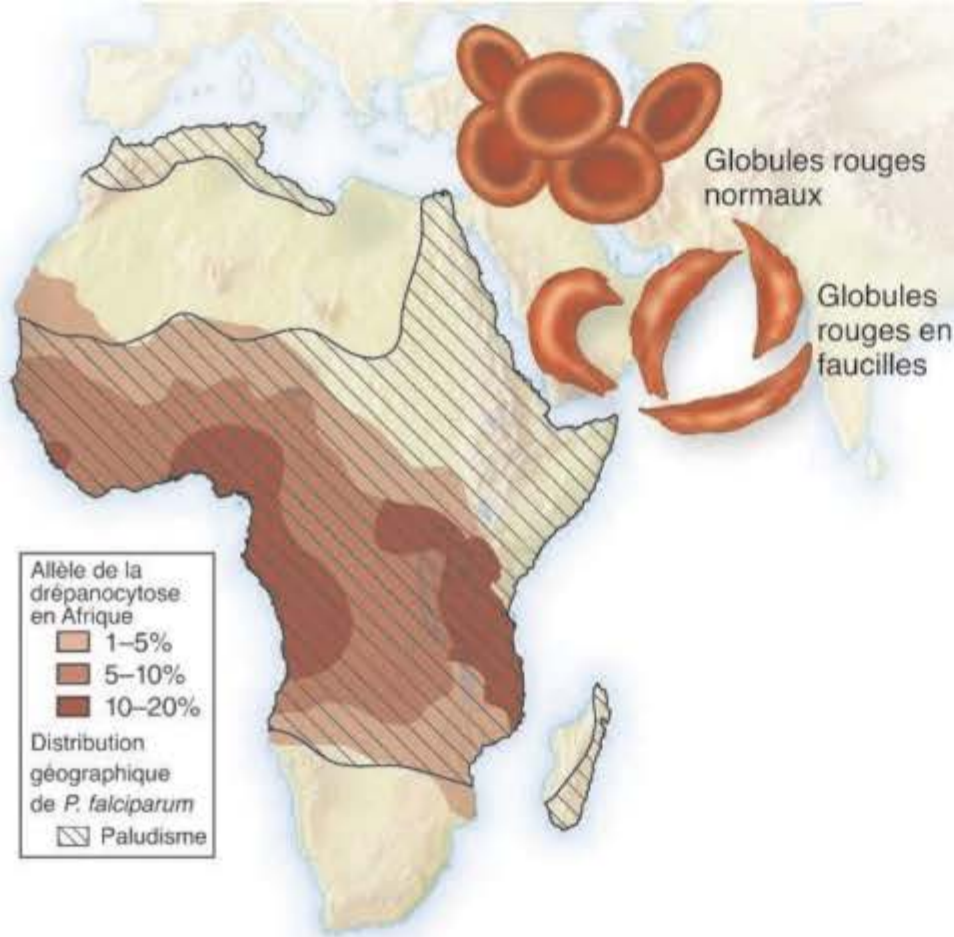 Globules rouges
normaux
Globules
rouges en
faucilles
Allèle de la
drépanocytose
en Afrique
1–5%
5–10%
10–20%
Distribution
géographique
de P. falciparum
Paludisme